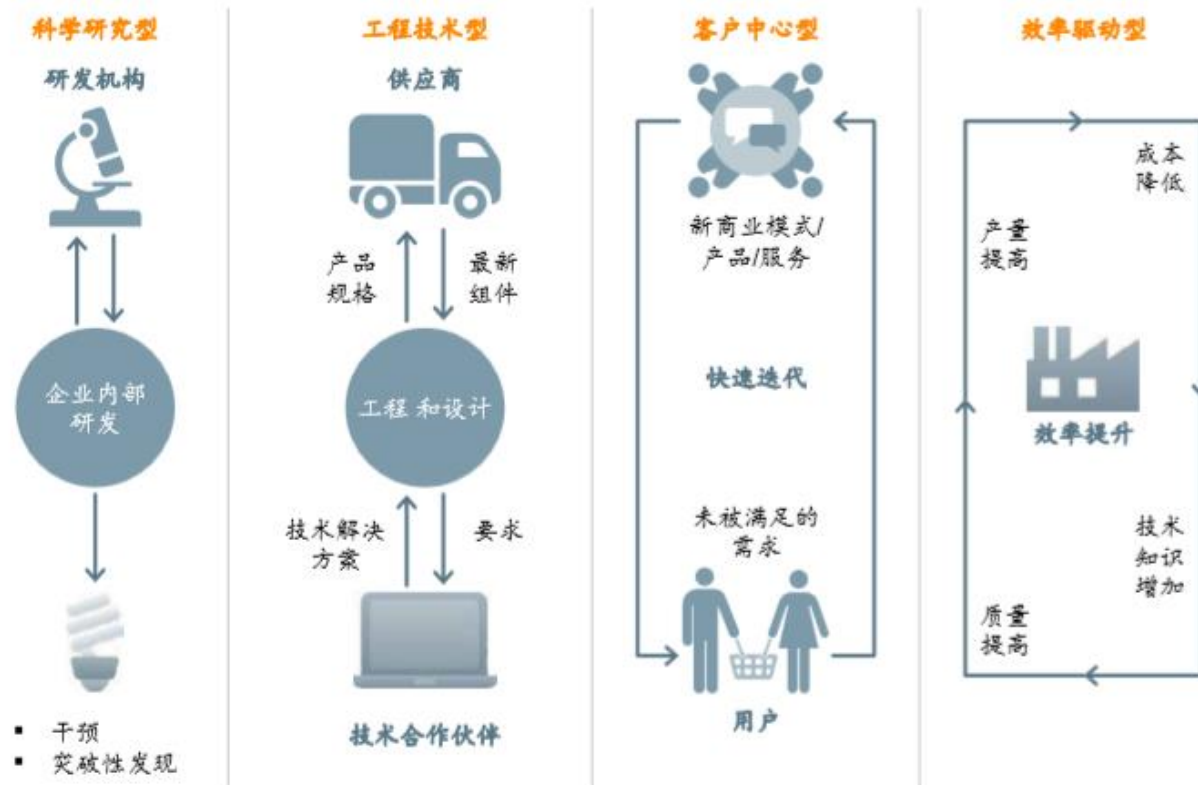 科学研究型
研发机构
企业内部
研发
▪ 干预
▪ 突破性发现
工程技术型
供应商
产品
规格
最新
组件
工程 和设计
技术解决
方案
要求
技术合作伙伴
客户中心型
新商业模式/
产品/服务
快速迭代
未被满足的
需求
用户
效率驱动型
成本
降低
产量
提高
效率提升
技术
知识
增加
质量
提高